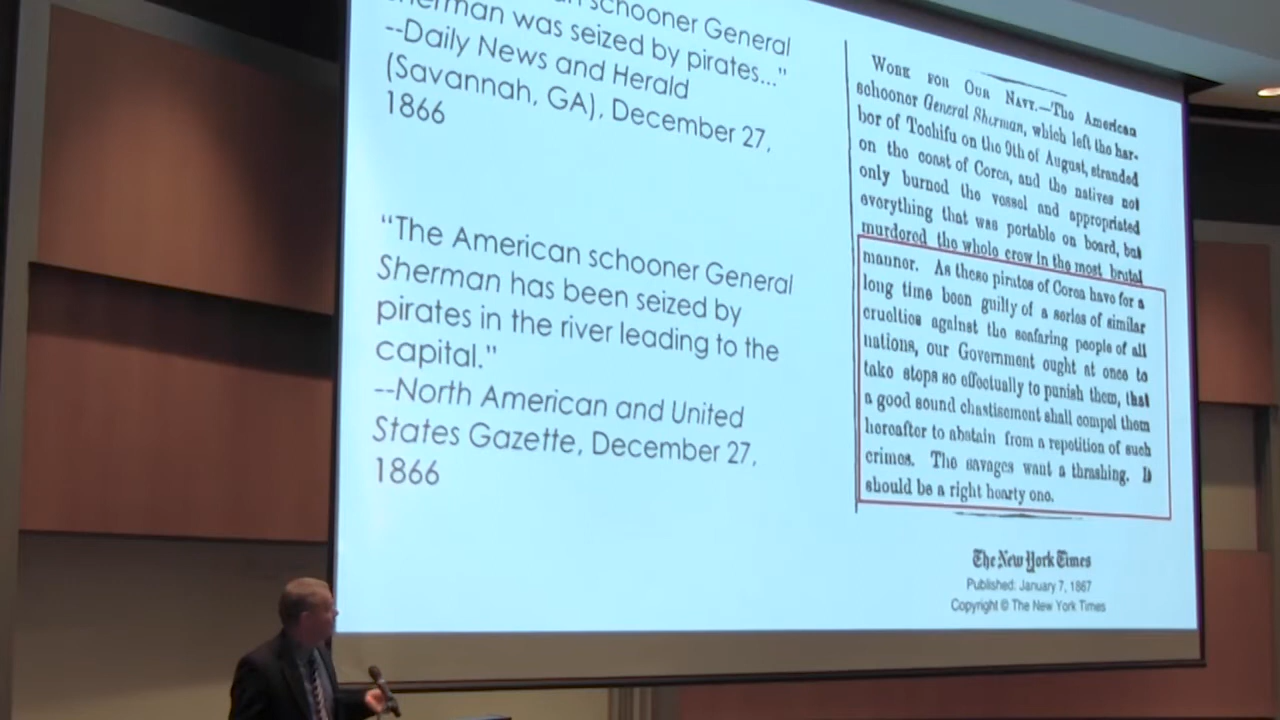 schooner General
Sherman was seized by pirates..."
--Daily News and Herald
(Savannah, GA), December 27,
1866
“The American schooner General
Sherman has been seized by
pirates in the river leading to the
capital."
--North American and United
States Gazette, December 27,
1866
WORK FOR OUR NAVY.—The American
schooner General Sherman, which left the har-
bor of Toohifu on the 9th of August, stranded
on the coast of Corea, and the natives not
only burned the vessel and appropriated
everything that was portable on board, but
murdered the whole crew in the most brutal
manner. As these pirates of Corea have for a
long time been guilty of a series of similar
cruelties against the seafaring people of all
nations, our Government ought at once to
take steps so effectually to punish them, that
a good sound chastisement shall compel them
hereafter to abstain from a repetition of such
crimes. The savages want a thrashing. It
should be a right hearty one.
The New York Times
Published: January 7, 1867
Copyright © The New York Times